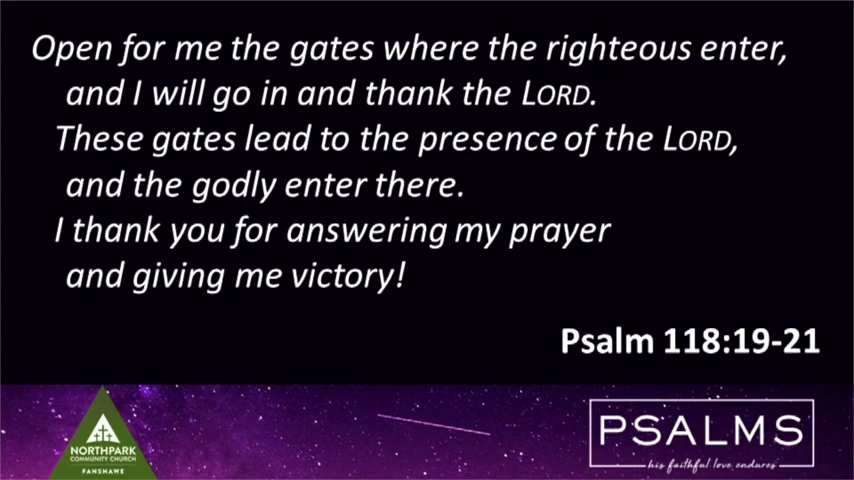 Open for me the gates where the righteous enter,
and I will go in and thank the LORD.
These gates lead to the presence of the LORD,
and the godly enter there.
I thank you for answering my prayer
and giving me victory!
Psalm 118:19-21
NORTHPARK
COMMUNITY CHURCH
FANSHAWE
PSALMS
his faithful love endures